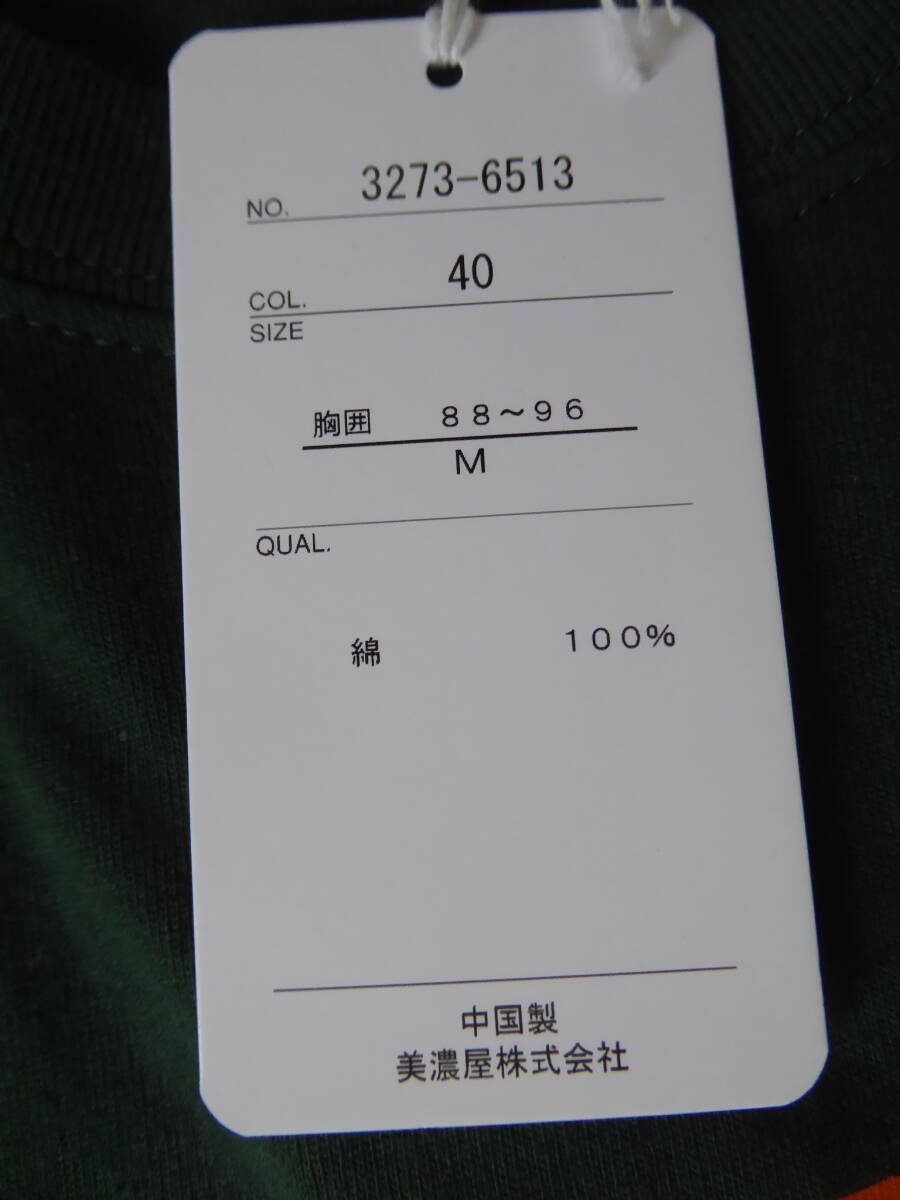 NO. 3273-6513
COL. 40
SIZE
胸囲 88～96
M
QUAL.
綿 100%
中国製
美濃屋株式会社